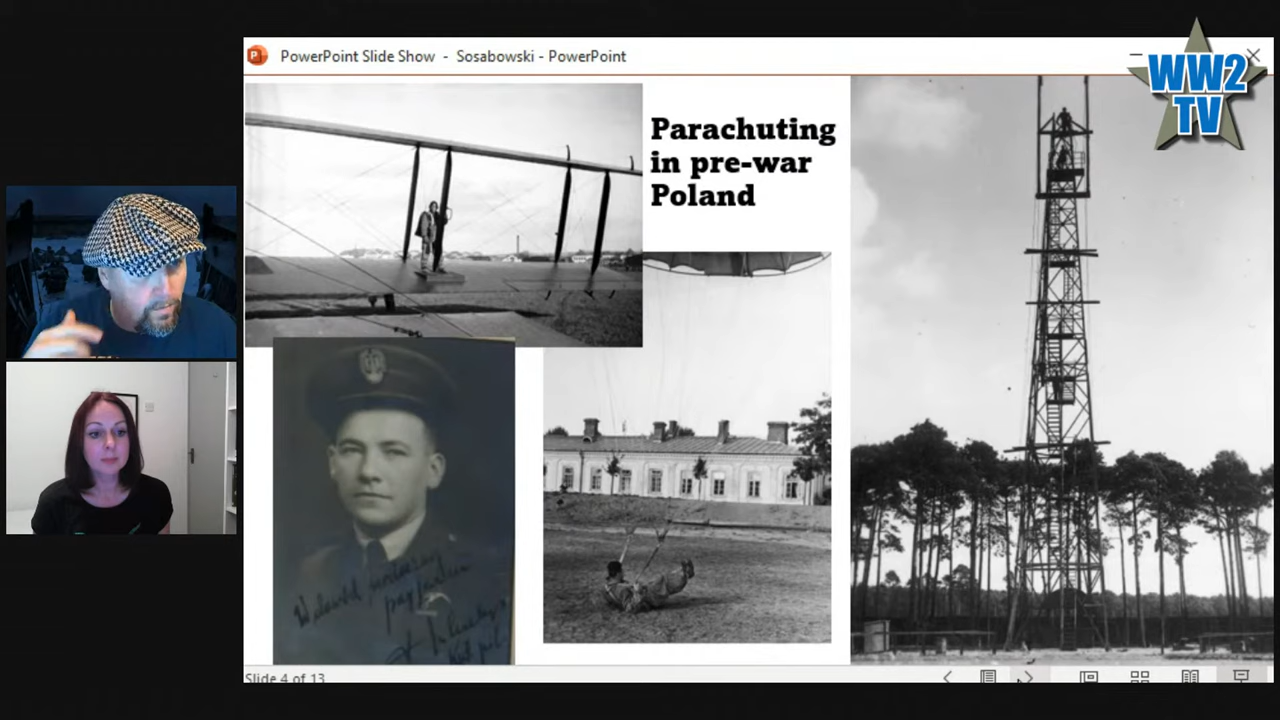 PowerPoint Slide Show - Sosabowski - PowerPoint
WW2
TV
Parachuting
in pre-war
Poland
Slide 4 of 13